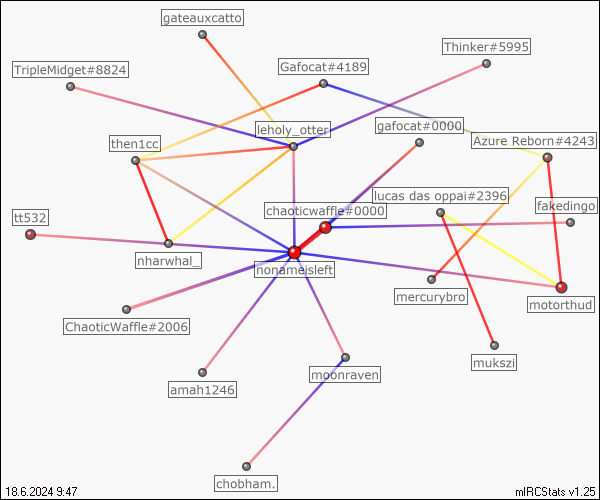 gateauxcatto
Thinker#5995
TripleMidget#8824
Gafocat#4189
leholy_otter
gafocat#0000
then1cc
Azure Reborn#4243
lucas das oppai#2396
chaoticwaffle#0000
fakedingo
tt532
nharwhal_
nonameisleft
mercurybro
motorthud
ChaoticWaffle#2006
mukszi
moonraven
amah1246
chobham.
18.6.2024 9:47
mIRCStats v1.25